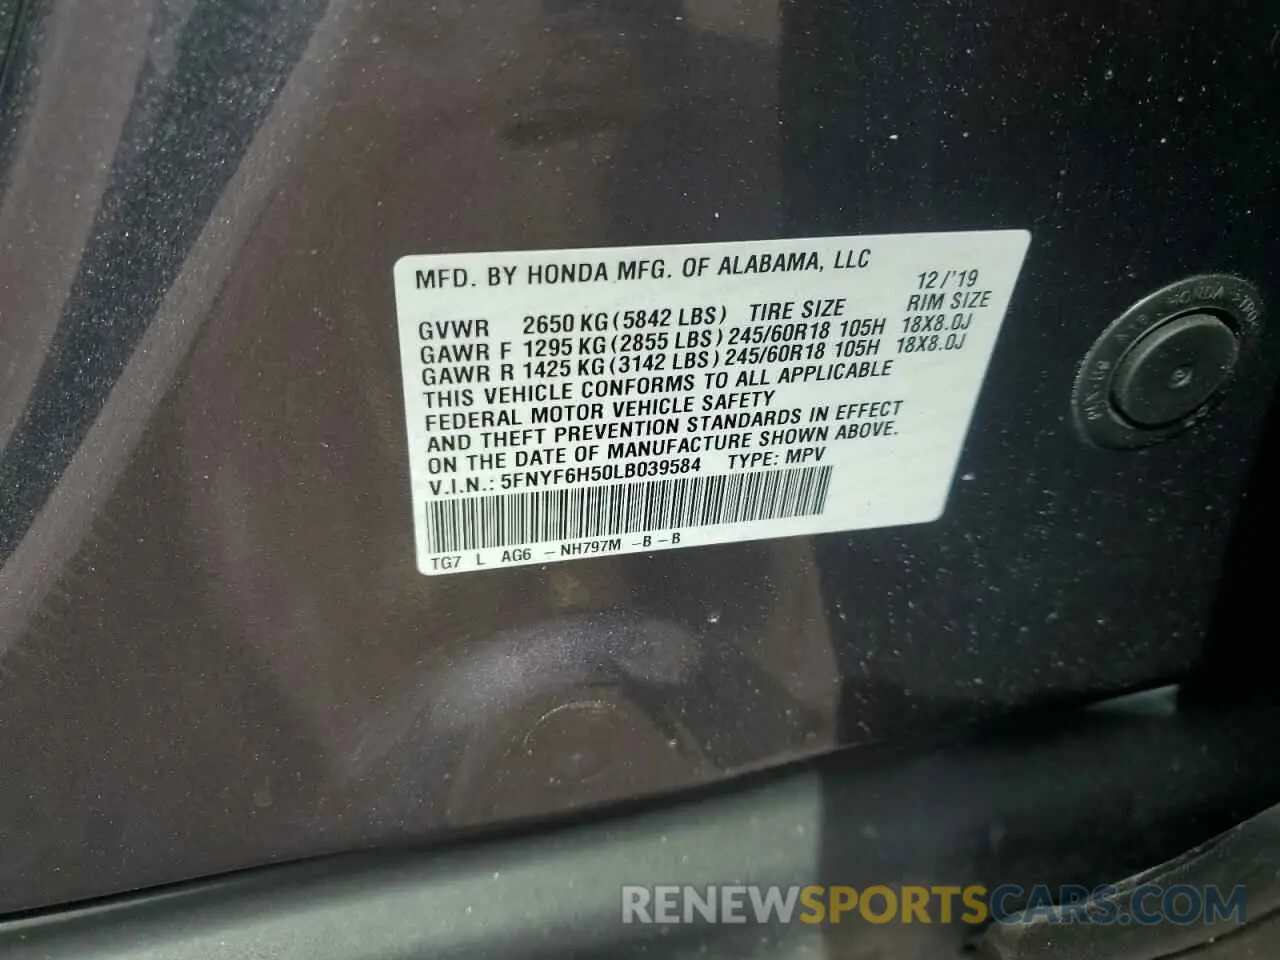 MFD. BY HONDA MFG. OF ALABAMA, LLC
12/'19
GVWR 2650 KG (5842 LBS) TIRE SIZE RIM SIZE
GAWR F 1295 KG (2855 LBS) 245/60R18 105H 18X8.0J
GAWR R 1425 KG (3142 LBS) 245/60R18 105H 18X8.0J
THIS VEHICLE CONFORMS TO ALL APPLICABLE
FEDERAL MOTOR VEHICLE SAFETY
AND THEFT PREVENTION STANDARDS IN EFFECT
ON THE DATE OF MANUFACTURE SHOWN ABOVE.
V.I.N.: 5FNYF6H50LB039584 TYPE: MPV
TG7 L AG6 -NH797M -B-B
HONDA
RENEWSPORTSCARS.COM